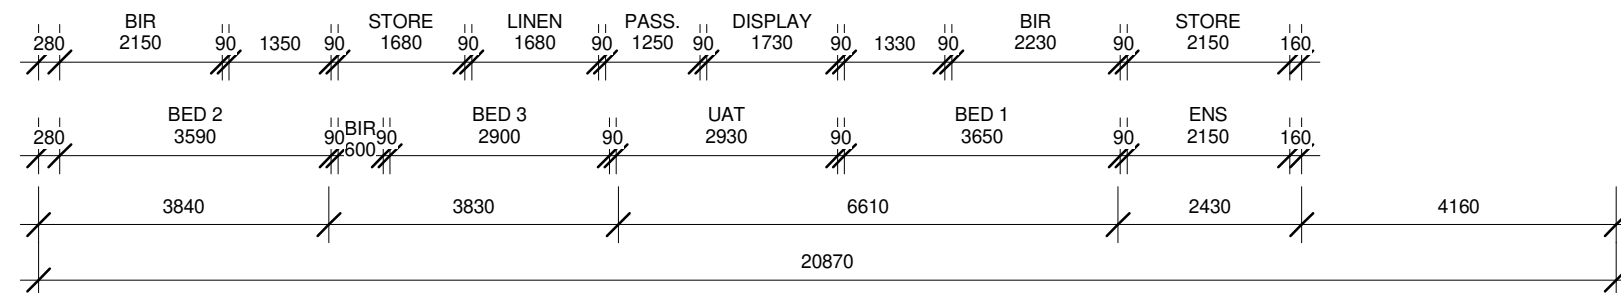 BIR STORE LINEN PASS. DISPLAY BIR STORE
280 2150 90 1350 90 1680 90 1680 90 1250 90 1730 90 1330 90 2230 90 2150 160
BED 2 BIR BED 3 UAT BED 1 ENS
280 3590 90 600 90 2900 90 2930 90 3650 90 2150 160
3840 3830 6610 2430 4160
20870